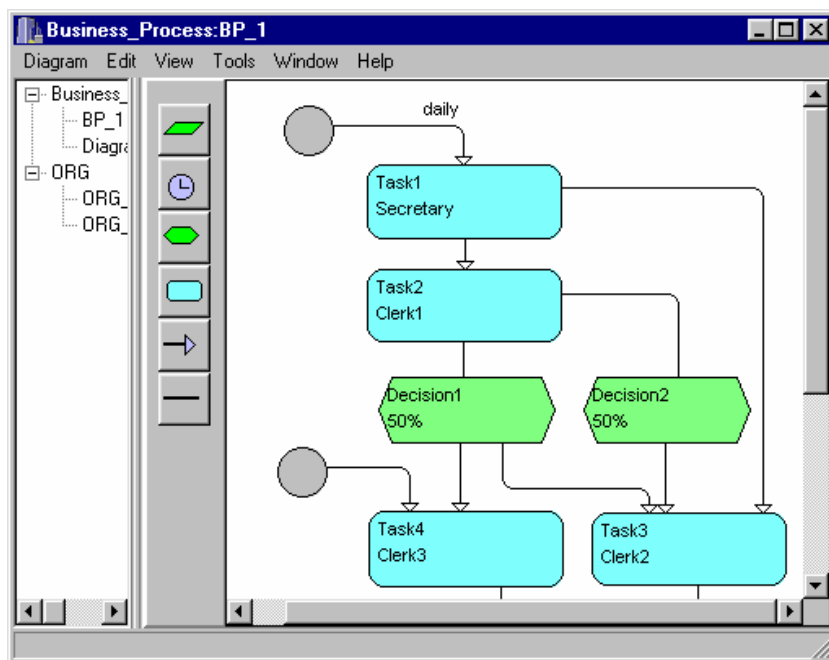 Business_Process:BP_1
Diagram Edit View Tools Window Help
Business_
BP_1
Diagra
ORG
ORG_
ORG_
daily
Task1
Secretary
Task2
Clerk1
Decision1
50%
Decision2
50%
Task4
Clerk3
Task3
Clerk2